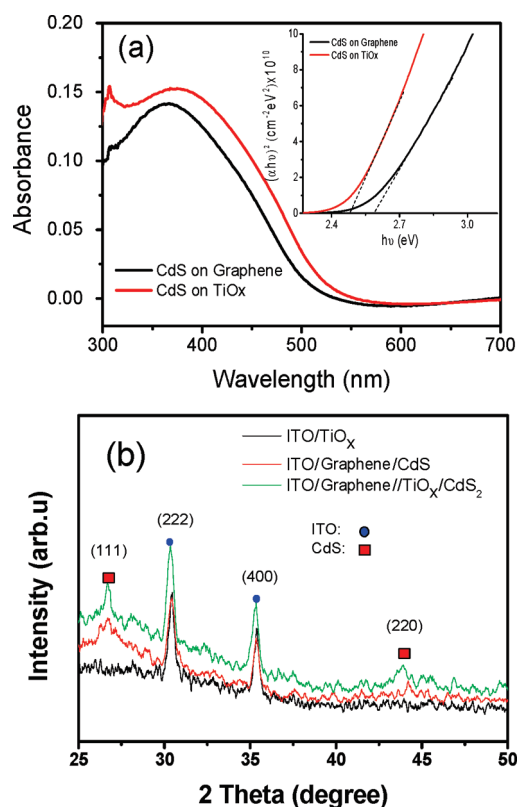 (a)
Absorbance
0.20
0.15
0.10
0.05
0.00
300
400
500
600
700
Wavelength (nm)
CdS on Graphene
CdS on TiOx
CdS on Graphene
CdS on TiOx
(αhυ)² (cm⁻²eV²)×10¹⁰
10
8
6
4
2
0
2.4
2.7
3.0
hυ (eV)
(b)
Intensity (arb.u)
ITO/TiOₓ
ITO/Graphene/CdS
ITO/Graphene//TiOₓ/CdS₂
ITO:
CdS:
(111)
(222)
(400)
(220)
25
30
35
40
45
50
2 Theta (degree)